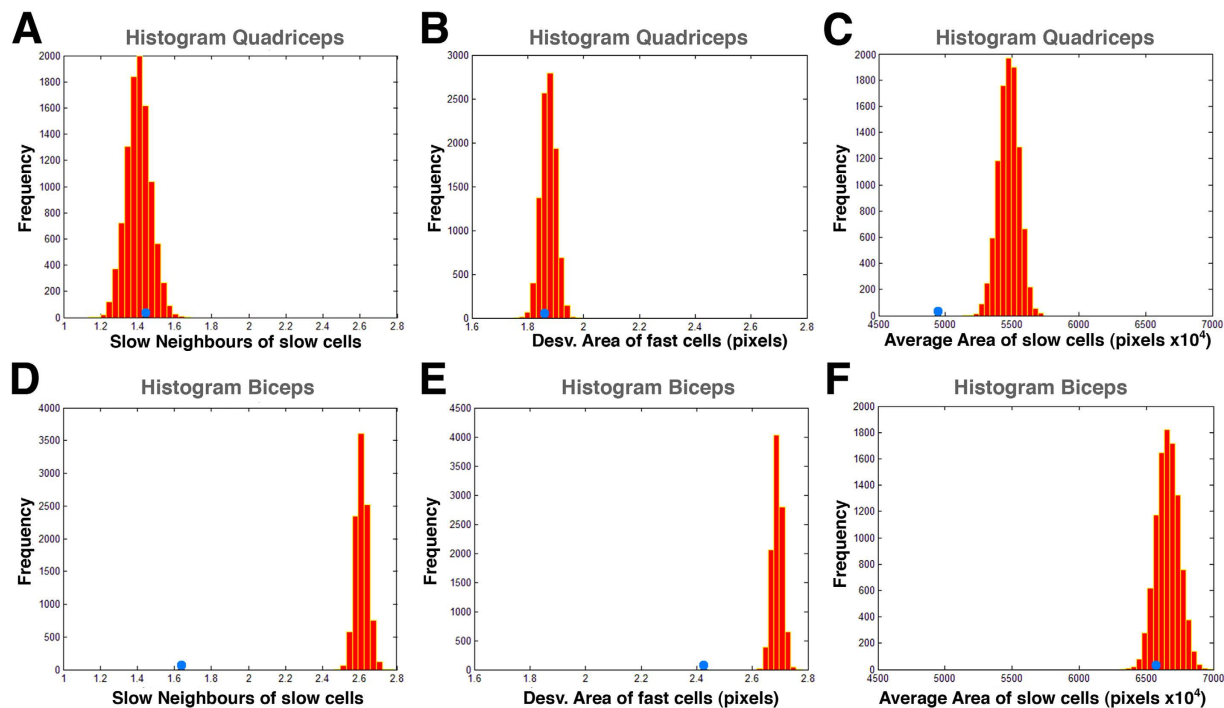 A
Histogram Quadriceps
Frequency
2000
1800
1600
1400
1200
1000
800
600
400
200
0
1 1.2 1.4 1.6 1.8 2 2.2 2.4 2.6 2.8
Slow Neighbours of slow cells
B
Histogram Quadriceps
Frequency
3000
2500
2000
1500
1000
500
0
1.6 1.8 2 2.2 2.4 2.6 2.8
Desv. Area of fast cells (pixels)
C
Histogram Quadriceps
Frequency
2000
1800
1600
1400
1200
1000
800
600
400
200
0
4500 5000 5500 6000 6500 7000
Average Area of slow cells (pixels x10⁴)
D
Histogram Biceps
Frequency
4000
3500
3000
2500
2000
1500
1000
500
0
1 1.2 1.4 1.6 1.8 2 2.2 2.4 2.6 2.8
Slow Neighbours of slow cells
E
Histogram Biceps
Frequency
4500
4000
3500
3000
2500
2000
1500
1000
500
0
1.6 1.8 2 2.2 2.4 2.6 2.8
Desv. Area of fast cells (pixels)
F
Histogram Biceps
Frequency
2000
1800
1600
1400
1200
1000
800
600
400
200
0
4500 5000 5500 6000 6500 7000
Average Area of slow cells (pixels x10⁴)